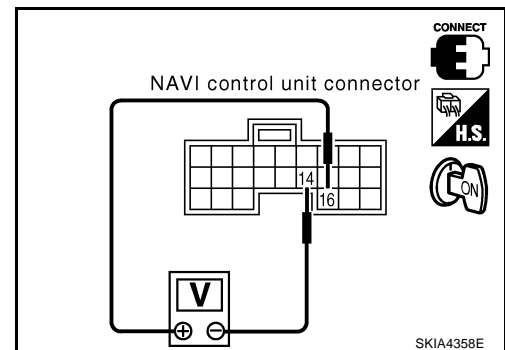 CONNECT
NAVI control unit connector
H.S.
14
16
ON
V
+ −
SKIA4358E